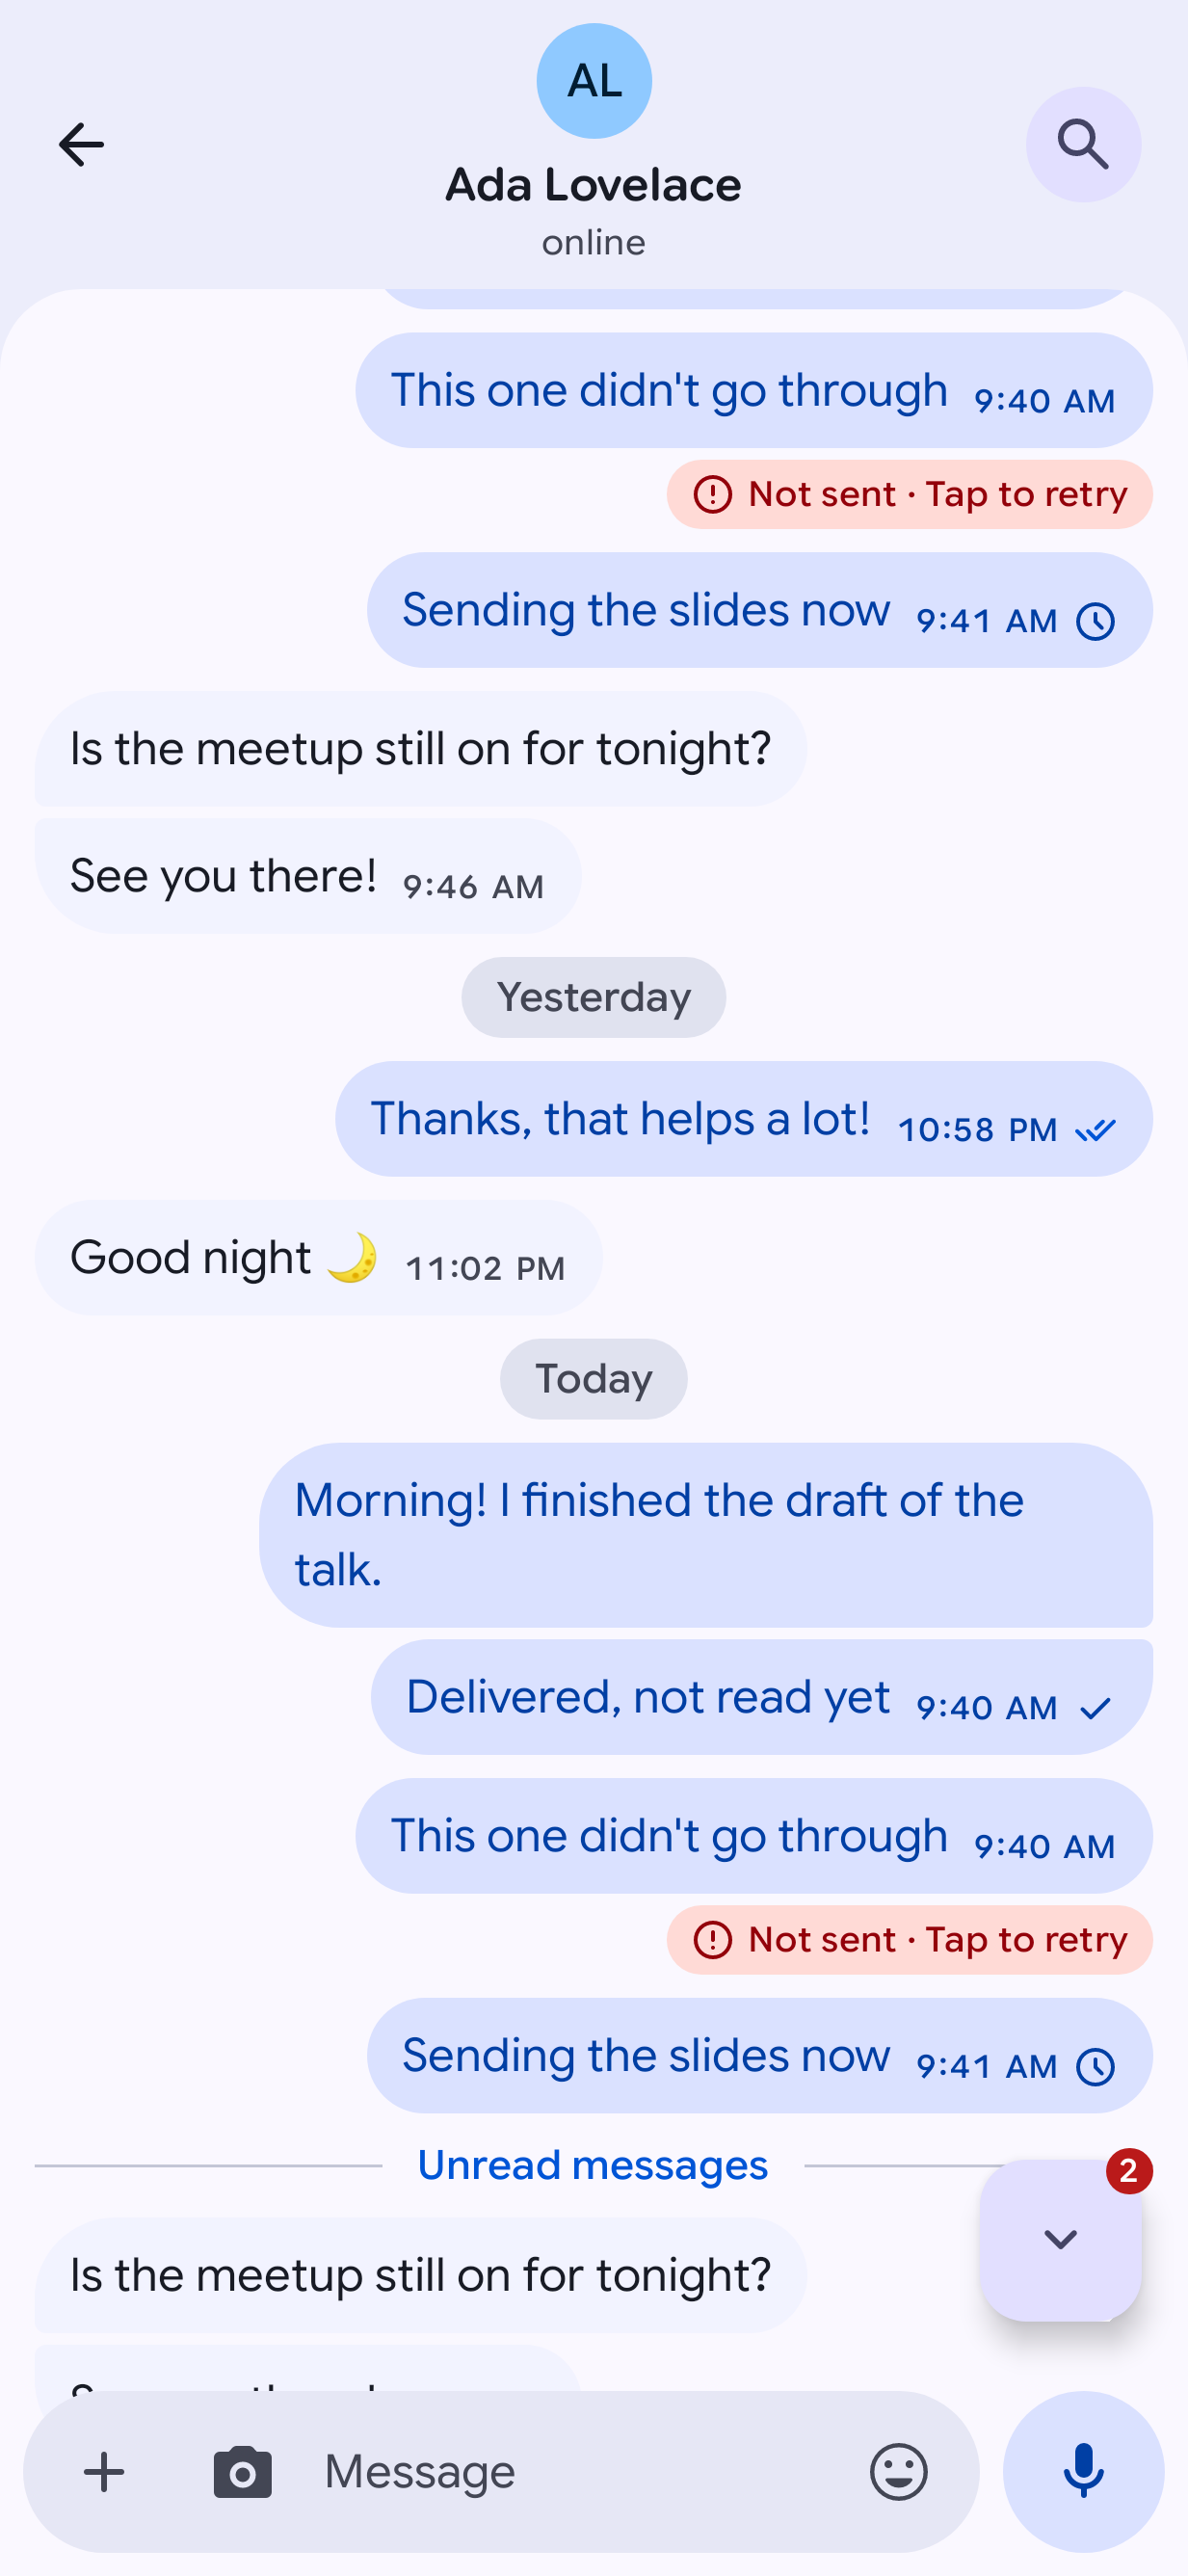 AL
Ada Lovelace
online
This one didn't go through 9:40 AM
Not sent · Tap to retry
Sending the slides now 9:41 AM
Is the meetup still on for tonight?
See you there! 9:46 AM
Yesterday
Thanks, that helps a lot! 10:58 PM
Good night 🌙 11:02 PM
Today
Morning! I finished the draft of the
talk.
Delivered, not read yet 9:40 AM
This one didn't go through 9:40 AM
Not sent · Tap to retry
Sending the slides now 9:41 AM
Unread messages
2
Is the meetup still on for tonight?
Message